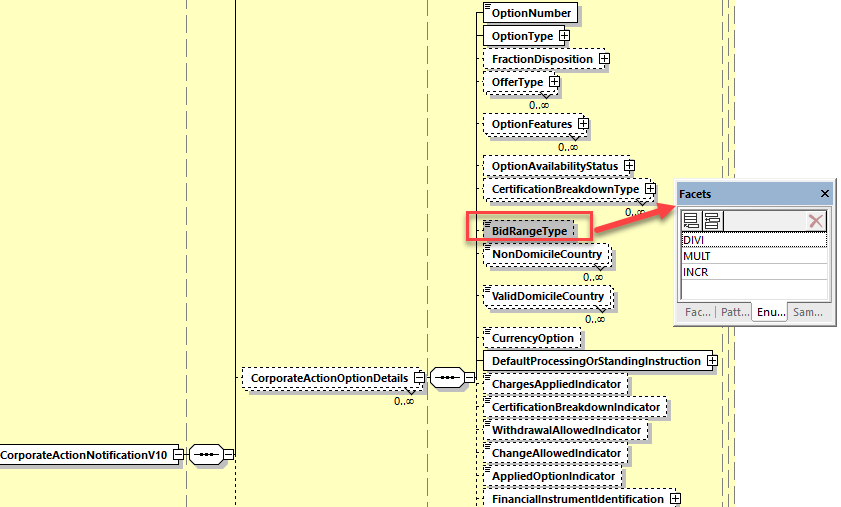 OptionNumber
OptionType
FractionDisposition
OfferType
0..∞
OptionFeatures
0..∞
OptionAvailabilityStatus
CertificationBreakdownType
0..∞
BidRangeType
NonDomicileCountry
0..∞
ValidDomicileCountry
0..∞
CurrencyOption
DefaultProcessingOrStandingInstruction
CorporateActionOptionDetails
0..∞
ChargesAppliedIndicator
CertificationBreakdownIndicator
WithdrawalAllowedIndicator
CorporateActionNotificationV10
ChangeAllowedIndicator
AppliedOptionIndicator
FinancialInstrumentIdentification
Facets
DIVI
MULT
INCR
Fac... Patt... Enu... Sam...